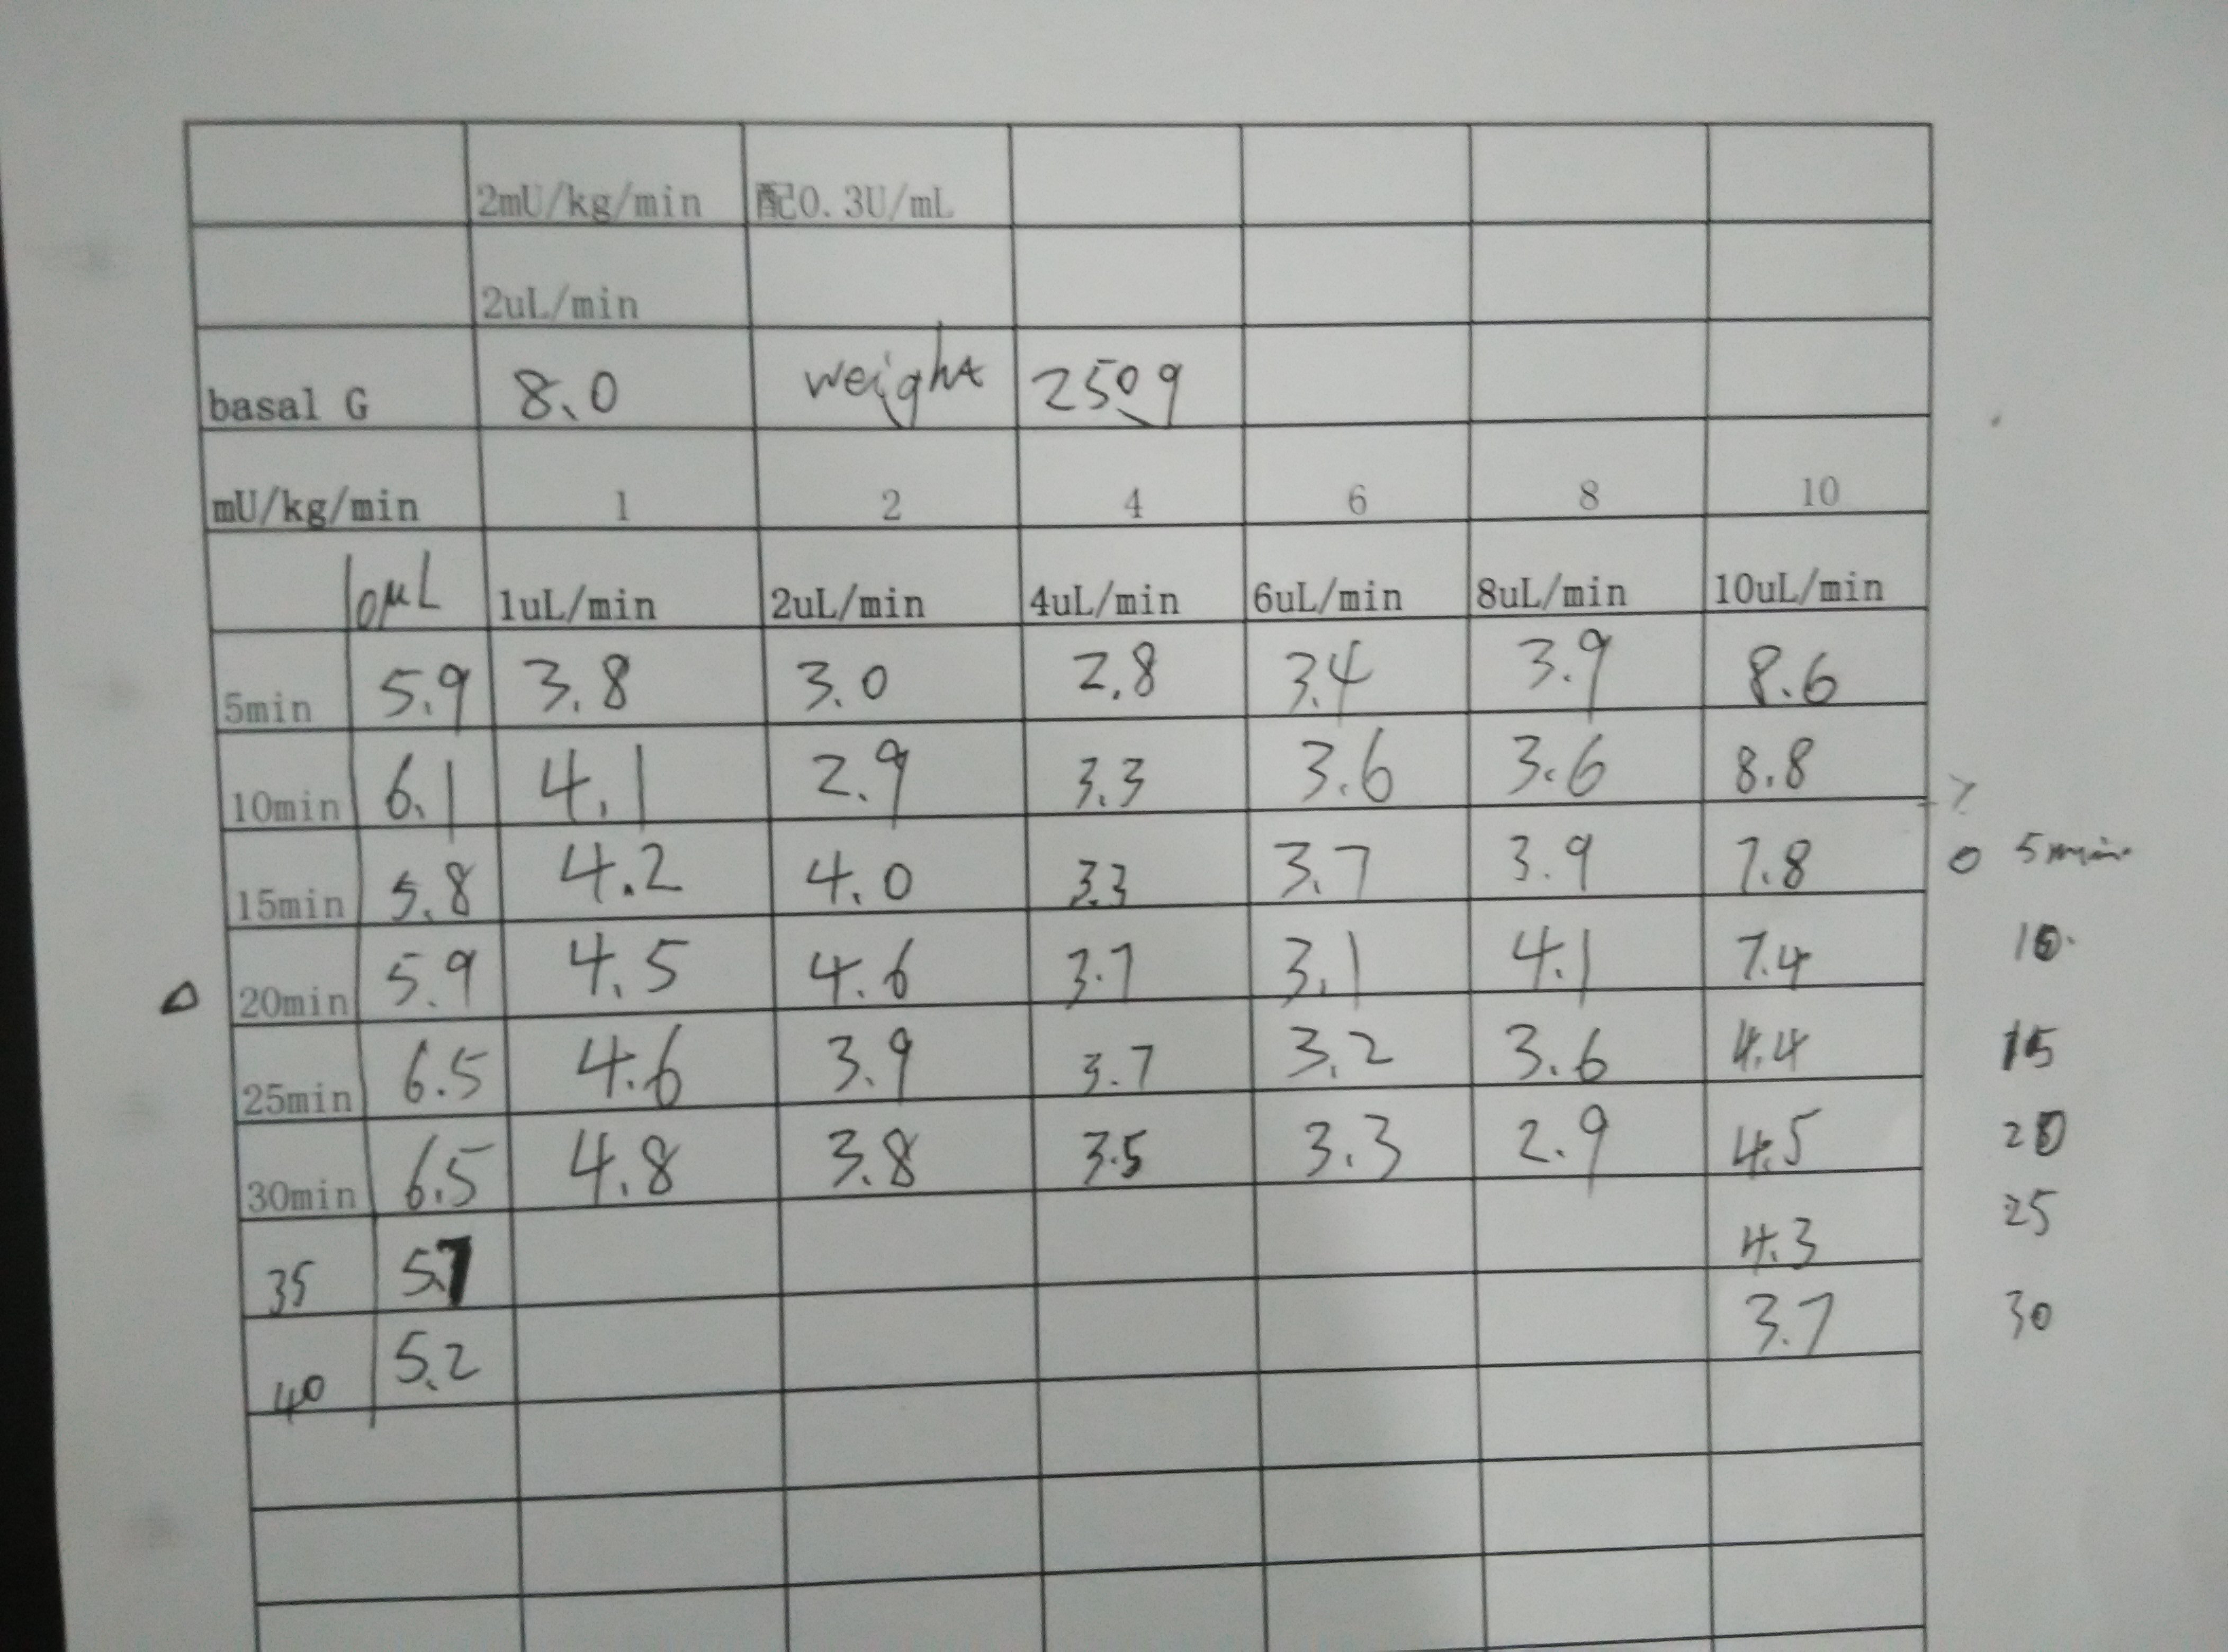 2mU/kg/min 配0.3U/mL
2uL/min
basal G 8.0 weight 250g
mU/kg/min 1 2 4 6 8 10
10μL 1uL/min 2uL/min 4uL/min 6uL/min 8uL/min 10uL/min
5min 5.9 3.8 3.0 2.8 3.4 3.9 8.6
10min 6.1 4.1 2.9 3.3 3.6 3.6 8.8
15min 5.8 4.2 4.0 3.3 3.7 3.9 7.8 0 5min
20min 5.9 4.5 4.6 3.7 3.1 4.1 7.4 10
25min 6.5 4.6 3.9 3.7 3.2 3.6 4.4 15
30min 6.5 4.8 3.8 3.5 3.3 2.9 4.5 20
35 5.7 4.3 25
40 5.2 3.7 30